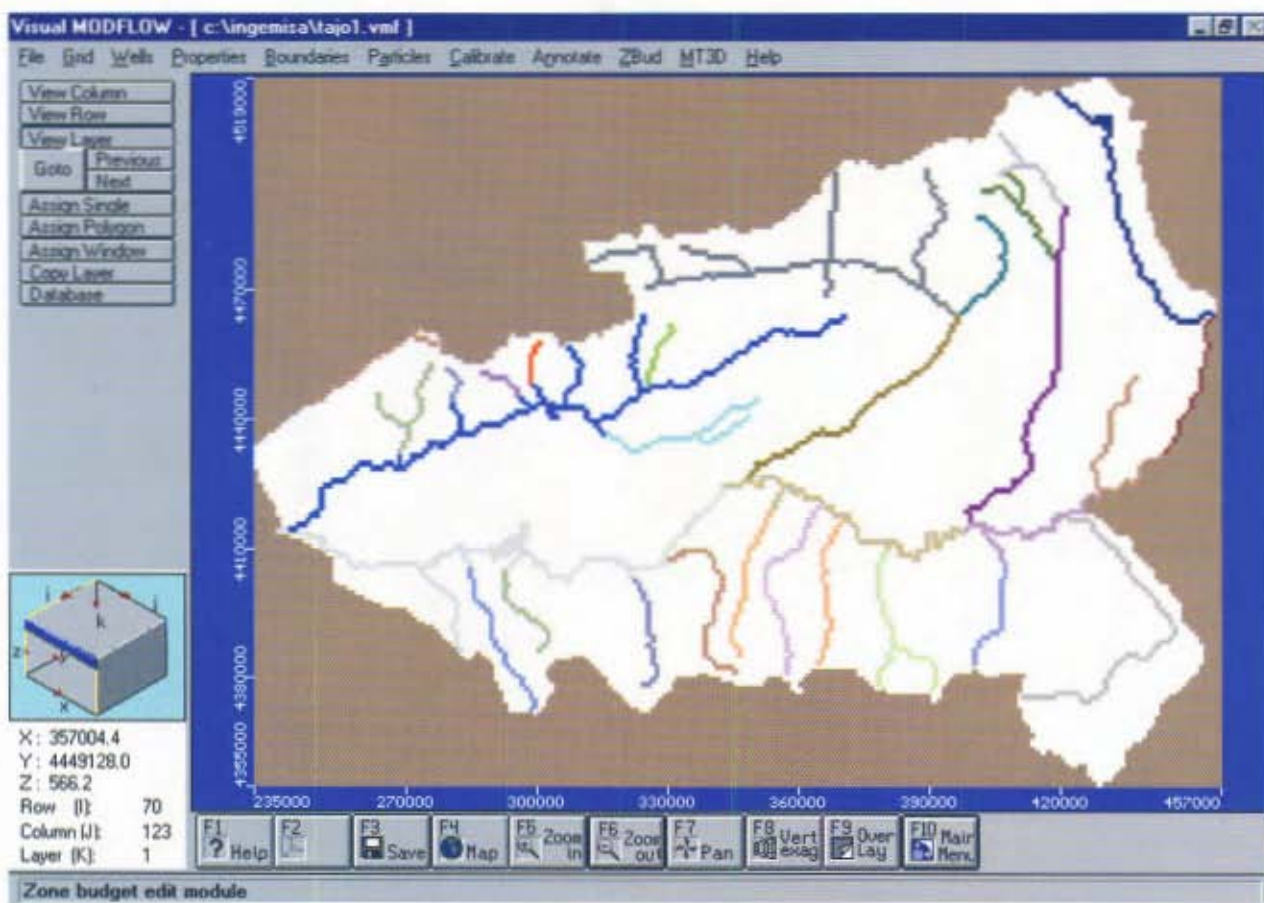 Visual MODFLOW - [ c:\ingemisa\tajo1.vmf ]
File Grid Wells Properties Boundaries Particles Calibrate Annotate ZBud MT3D Help
View Column
View Row
View Layer
Goto
Previous
Next
Assign Single
Assign Polygon
Assign Window
Copy Layer
Database
4519000
4470000
4440000
4410000
4380000
4355000
235000 270000 300000 330000 360000 390000 420000 457000
i j
k
z
y
x
X : 357004.4
Y : 4449128.0
Z : 566.2
Row (I): 70
Column (J): 123
Layer (K): 1
F1 ? Help
F2
F3 Save
F4 Map
F5 Zoom in
F6 Zoom out
F7 Pan
F8 Vert exag
F9 Over Lay
F10 Main Menu
Zone budget edit module